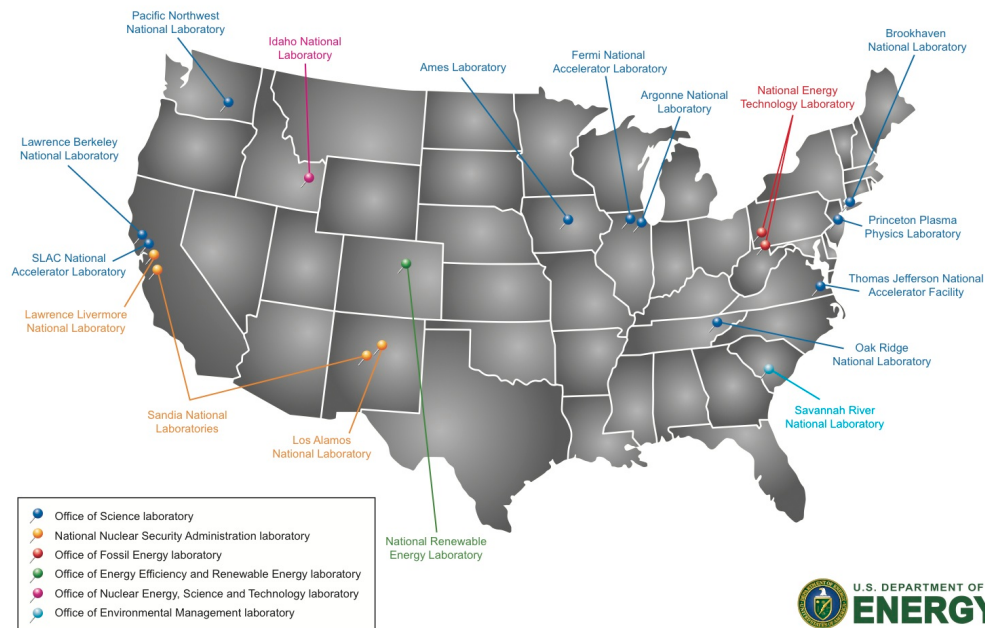 Pacific Northwest
National Laboratory
Idaho National
Laboratory
Ames Laboratory
Fermi National
Accelerator Laboratory
Argonne National
Laboratory
National Energy
Technology Laboratory
Brookhaven
National Laboratory
Lawrence Berkeley
National Laboratory
SLAC National
Accelerator Laboratory
Lawrence Livermore
National Laboratory
Princeton Plasma
Physics Laboratory
Thomas Jefferson National
Accelerator Facility
Oak Ridge
National Laboratory
Savannah River
National Laboratory
Sandia National
Laboratories
Los Alamos
National Laboratory
National Renewable
Energy Laboratory
Office of Science laboratory
National Nuclear Security Administration laboratory
Office of Fossil Energy laboratory
Office of Energy Efficiency and Renewable Energy laboratory
Office of Nuclear Energy, Science and Technology laboratory
Office of Environmental Management laboratory
U.S. DEPARTMENT OF
ENERGY